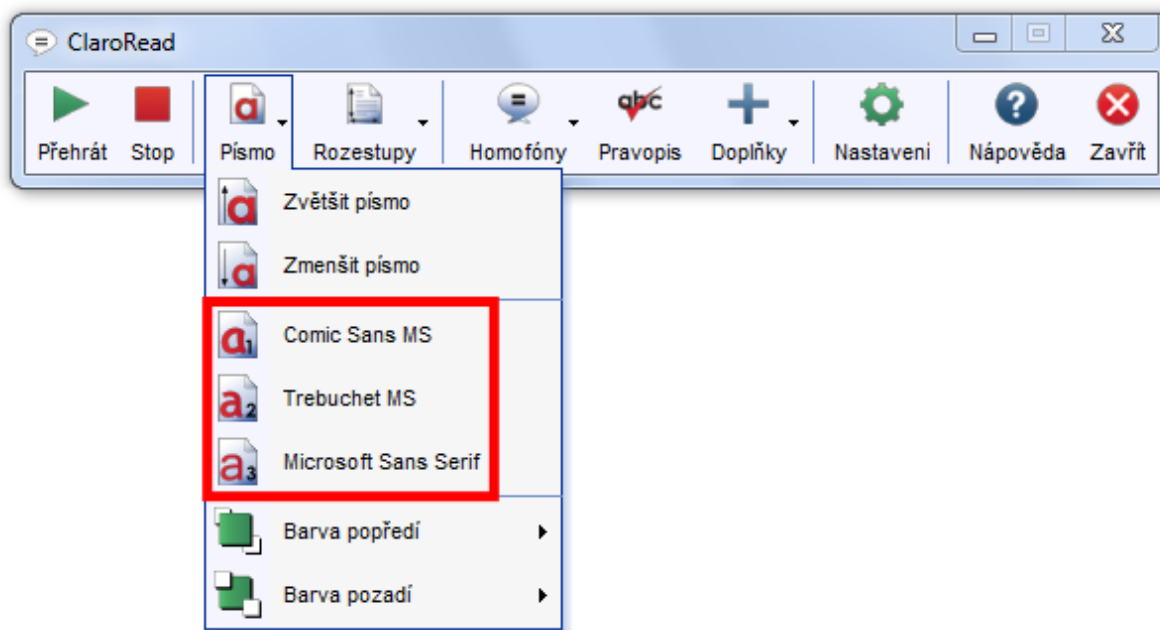 ClaroRead
Přehrát Stop Písmo Rozestupy Homofóny Pravopis Doplňky Nastavení Nápověda Zavřít
Zvětšit písmo
Zmenšit písmo
Comic Sans MS
Trebuchet MS
Microsoft Sans Serif
Barva popředí
Barva pozadí